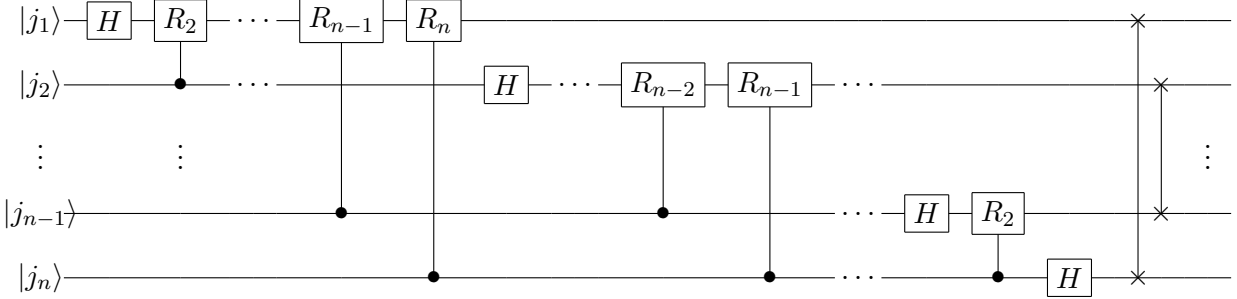 |j₁⟩ H R₂ ⋯ Rₙ₋₁ Rₙ
|j₂⟩ ⋯ H ⋯ Rₙ₋₂ Rₙ₋₁ ⋯
⋮ ⋮ ⋮
|jₙ₋₁⟩ ⋯ H R₂
|jₙ⟩ ⋯ H